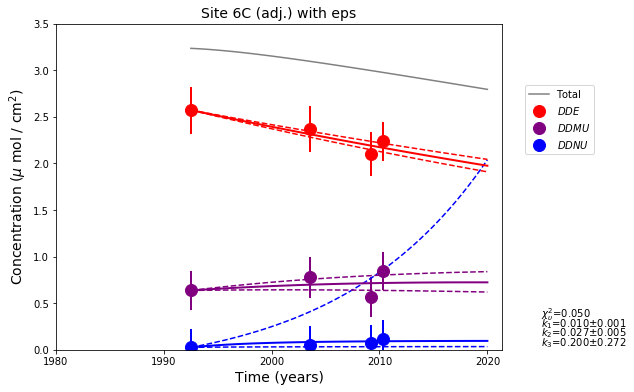 Site 6C (adj.) with eps
3.5
3.0
2.5
2.0
1.5
1.0
0.5
0.0
Concentration (μ mol / cm²)
1980
1990
2000
2010
2020
Time (years)
Total
DDE
DDMU
DDNU
χ²ᵤ=0.050
k₁=0.010±0.001
k₂=0.027±0.005
k₃=0.200±0.272